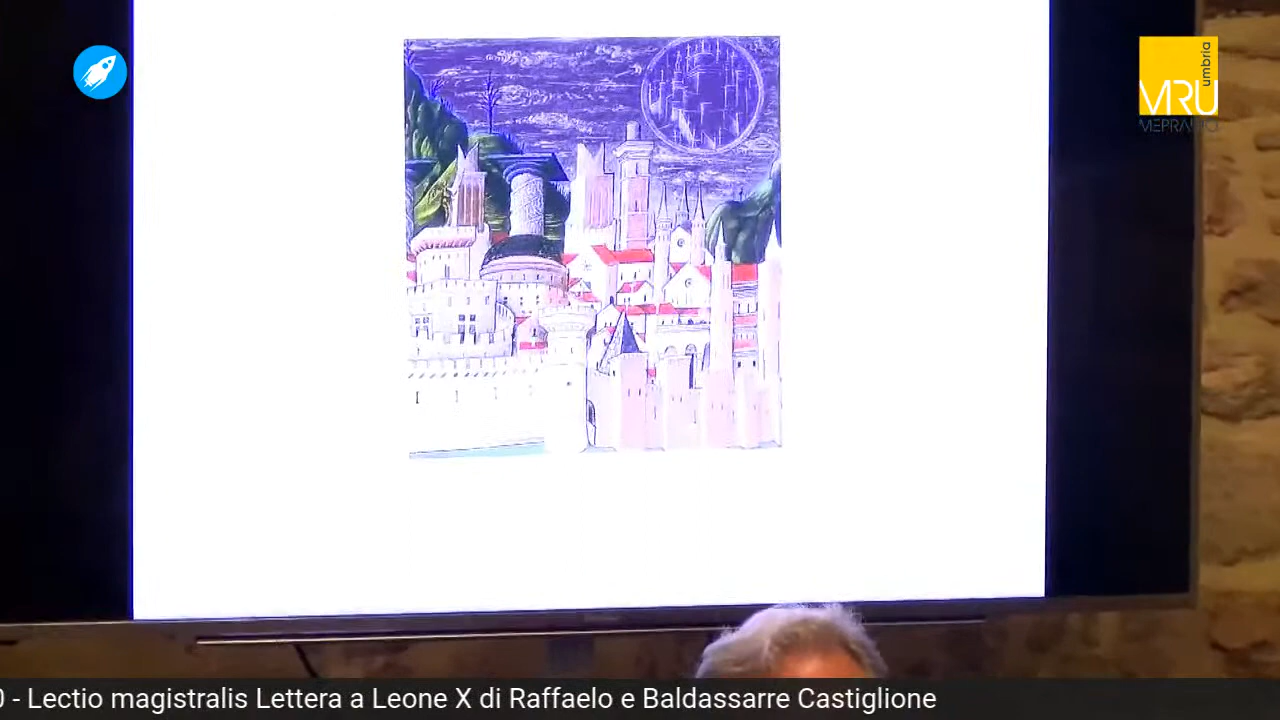 umbria
MRU
0 - Lectio magistralis Lettera a Leone X di Raffaelo e Baldassarre Castiglione